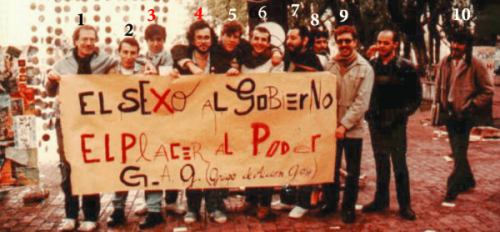 1 2 3 4 5 6 7 8 9 10
EL SEXO AL GOBIERNO
EL PLACER AL PODER
G. A. G. (Grupo de Acción Gay)